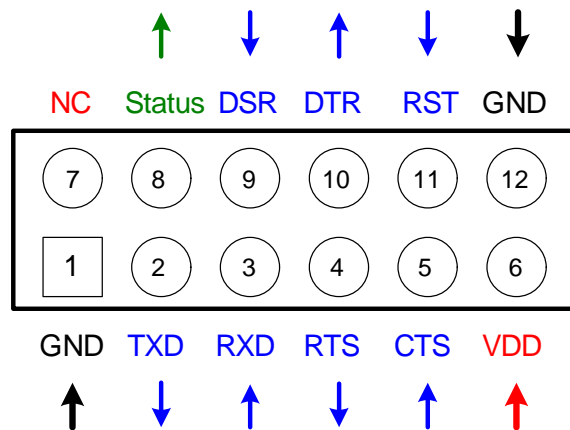 NC Status DSR DTR RST GND
7 8 9 10 11 12
1 2 3 4 5 6
GND TXD RXD RTS CTS VDD